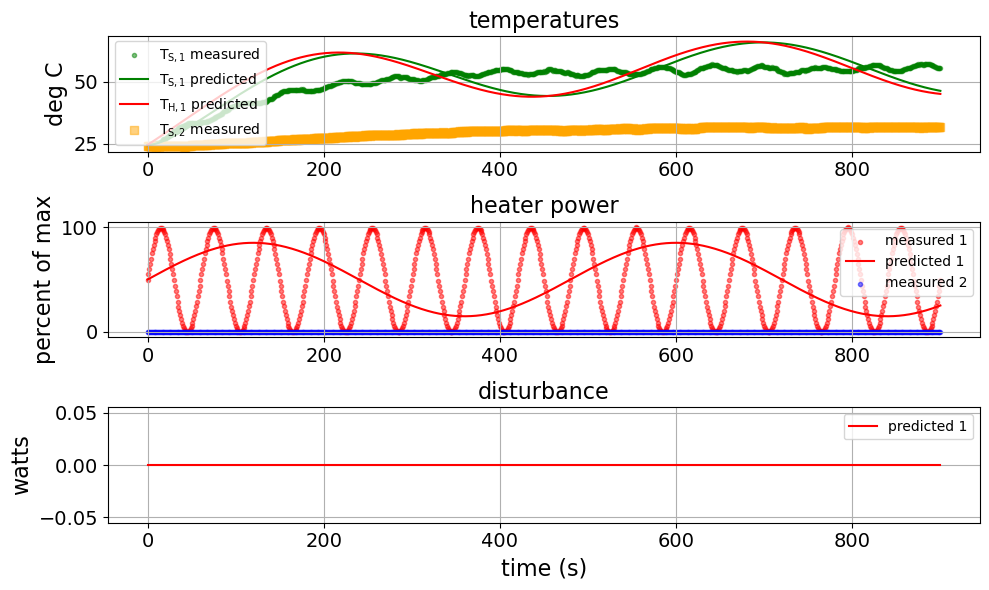 temperatures
deg C
50
25
T_S,1 measured
T_S,1 predicted
T_H,1 predicted
T_S,2 measured
0 200 400 600 800
heater power
percent of max
100
0
measured 1
predicted 1
measured 2
0 200 400 600 800
disturbance
watts
0.05
0.00
−0.05
predicted 1
0 200 400 600 800
time (s)